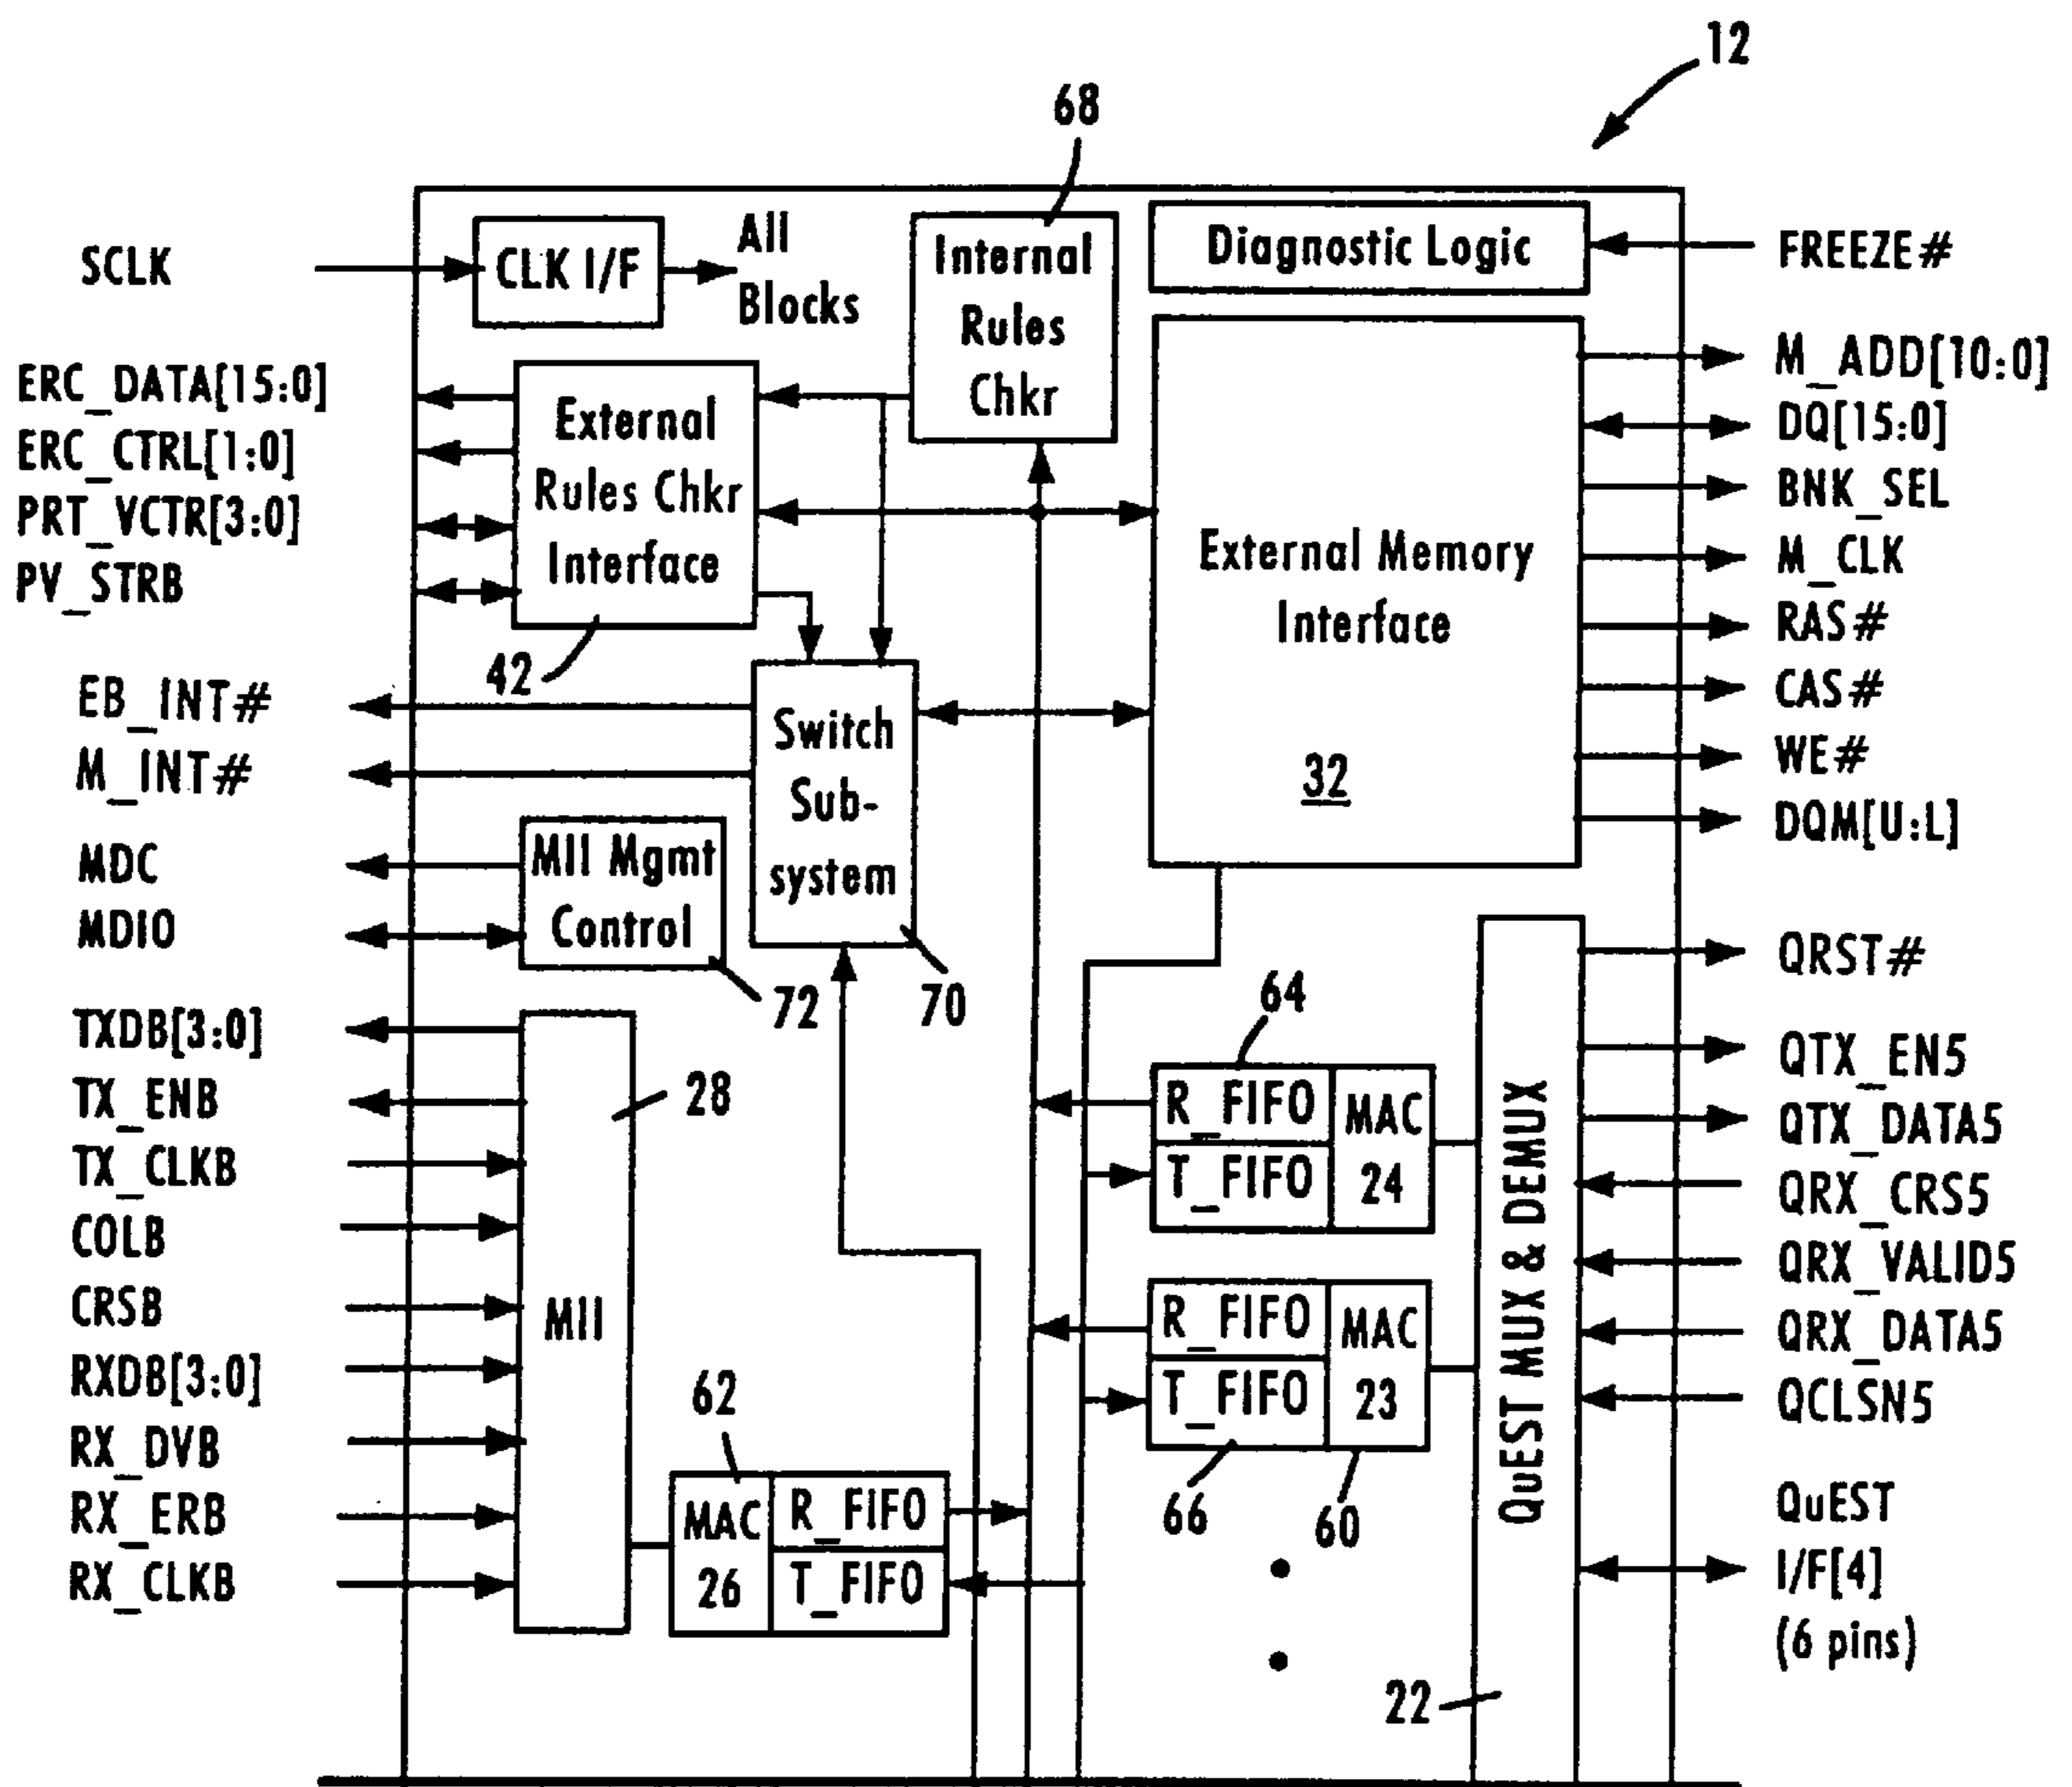 12
68
SCLK
CLK I/F
All
Blocks
Internal
Rules
Chkr
Diagnostic Logic
FREEZE#
ERC_DATA[15:0]
ERC_CTRL[1:0]
PRT_VCTR[3:0]
PV_STRB
External
Rules Chkr
Interface
42
External Memory
Interface
32
M_ADD[10:0]
DQ[15:0]
BNK_SEL
M_CLK
RAS#
CAS#
WE#
DQM[U:L]
EB_INT#
M_INT#
Switch
Sub-
system
70
MDC
MDIO
MII Mgmt
Control
72
TXDB[3:0]
TX_ENB
TX_CLKB
COLB
CRSB
RXDB[3:0]
RX_DVB
RX_ERB
RX_CLKB
MII
28
62
MAC
26
R_FIFO
T_FIFO
64
R_FIFO
T_FIFO
MAC
24
R_FIFO
T_FIFO
MAC
23
66
60
QuEST MUX & DEMUX
22
QRST#
QTX_EN5
QTX_DATA5
QRX_CRS5
QRX_VALID5
QRX_DATA5
QCLSN5
QuEST
I/F[4]
(6 pins)